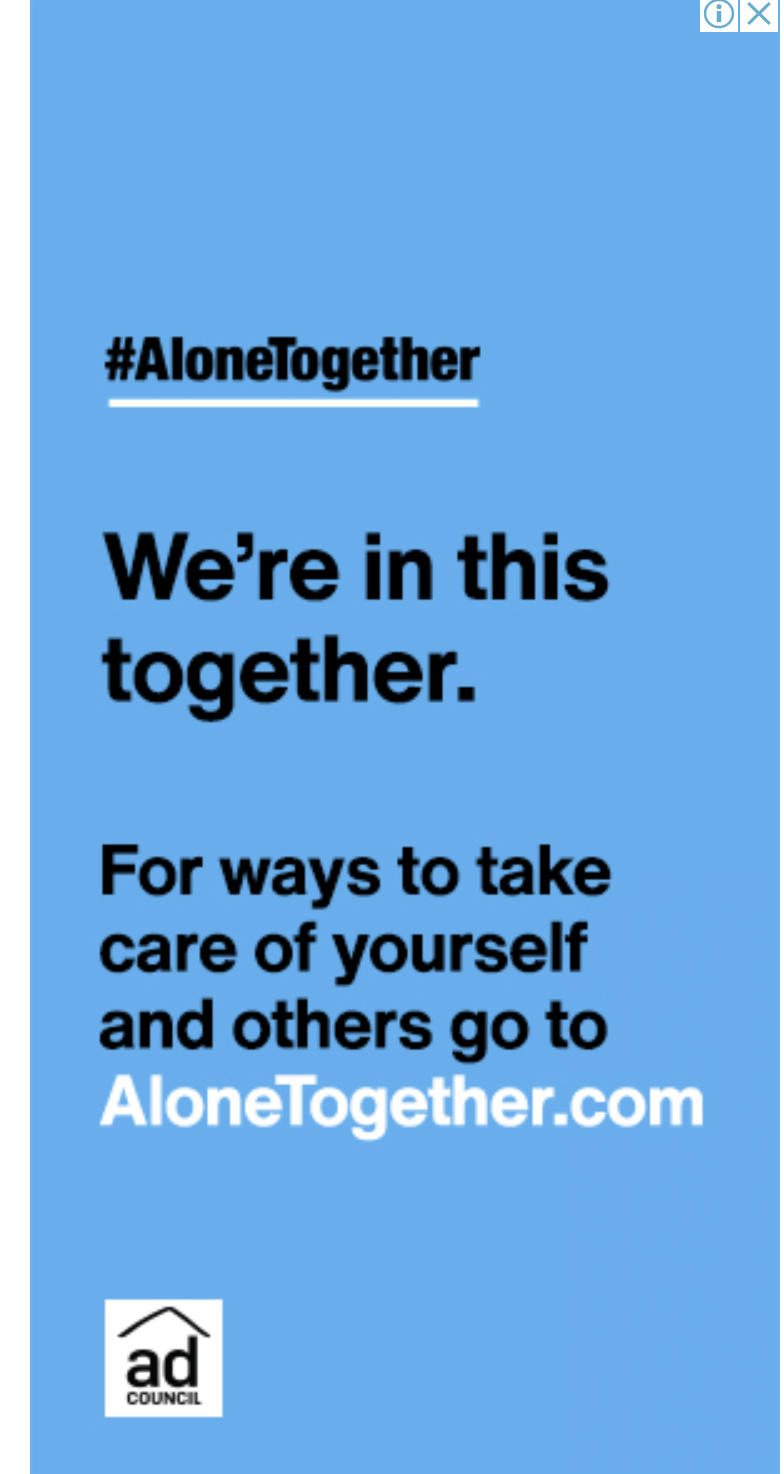 #AloneTogether
We’re in this
together.
For ways to take
care of yourself
and others go to
AloneTogether.com
ad
COUNCIL